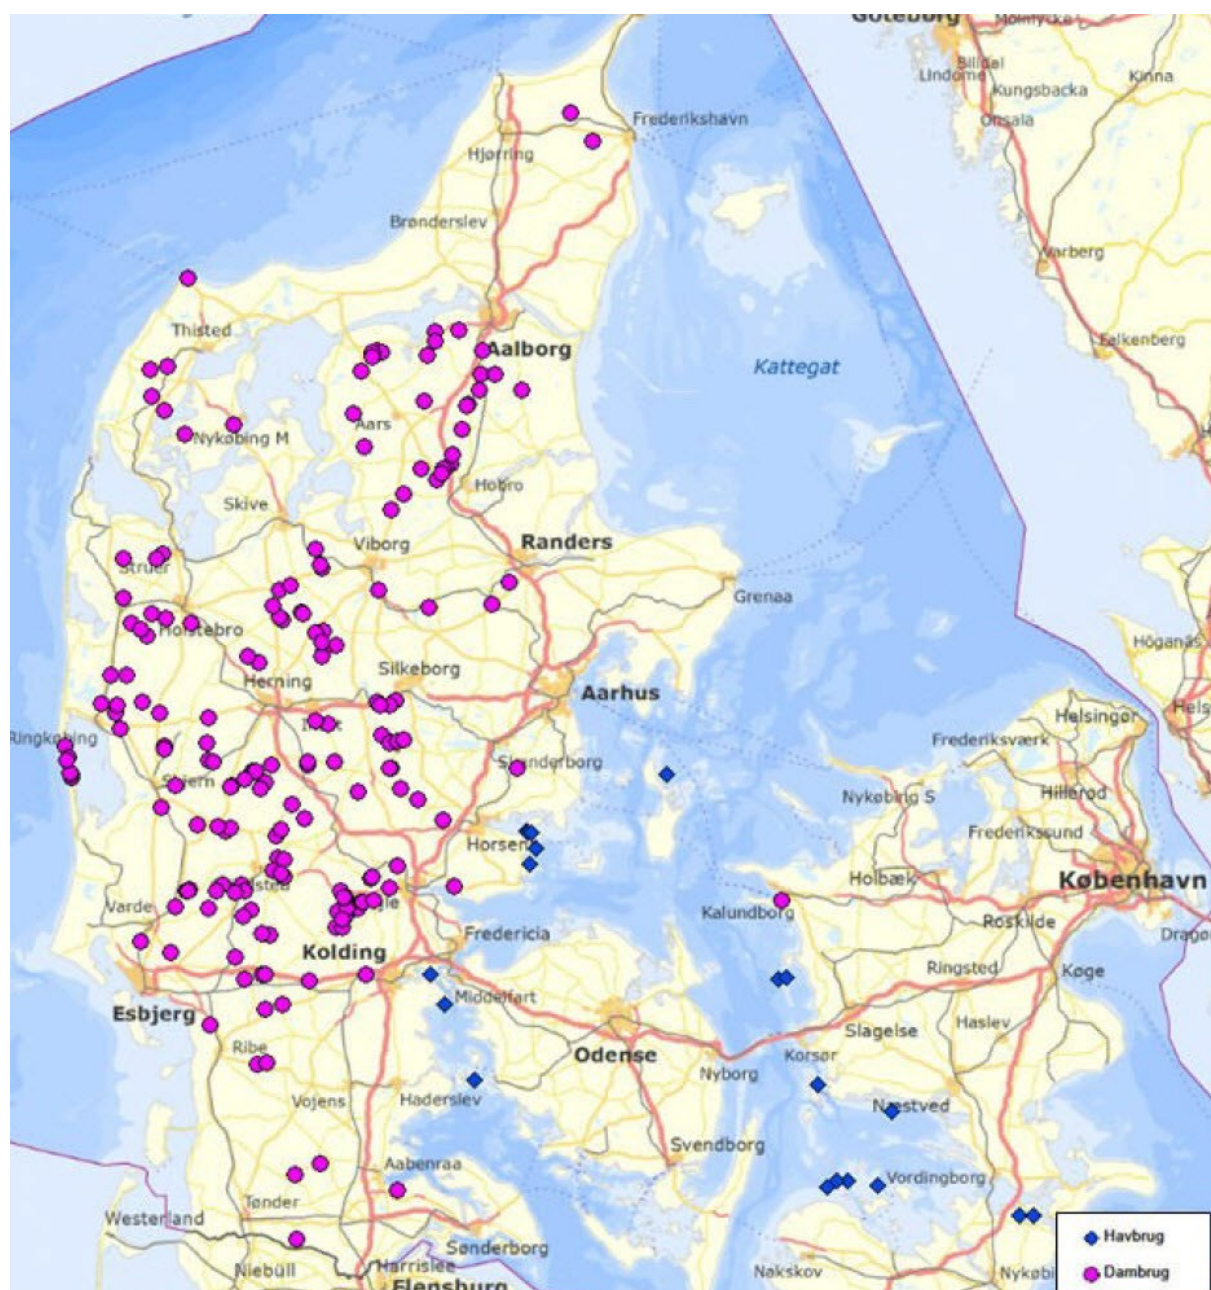 Göteborg
Mölnlycke
Billdal
Lindome
Kinna
Kungsbacka
Onsala
Frederikshavn
Hjørring
Brønderslev
Varberg
Thisted
Falkenberg
Aalborg
Kattegat
Aars
Nykøbing M
Hobro
Skive
Randers
Viborg
Struer
Grenaa
Holstebro
Höganäs
Silkeborg
Herning
Aarhus
Helsingør
Ringkøbing
Frederiksværk
Skanderborg
Skjern
Nykøbing S
Hillerød
Frederikssund
Horsens
Holbæk
København
Varde
Kalundborg
Roskilde
Fredericia
Kolding
Ringsted
Køge
Middelfart
Esbjerg
Slagelse
Haslev
Ribe
Odense
Korsør
Nyborg
Vojens
Haderslev
Næstved
Svendborg
Aabenraa
Vordingborg
Tønder
Westerland
Havbrug
Sønderborg
Niebüll
Harrislee
Nakskov
Nykøbi
Dambrug
Flensburg